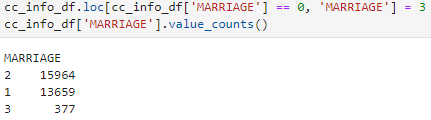 cc_info_df.loc[cc_info_df['MARRIAGE'] == 0, 'MARRIAGE'] = 3
cc_info_df['MARRIAGE'].value_counts()
MARRIAGE
2    15964
1    13659
3      377